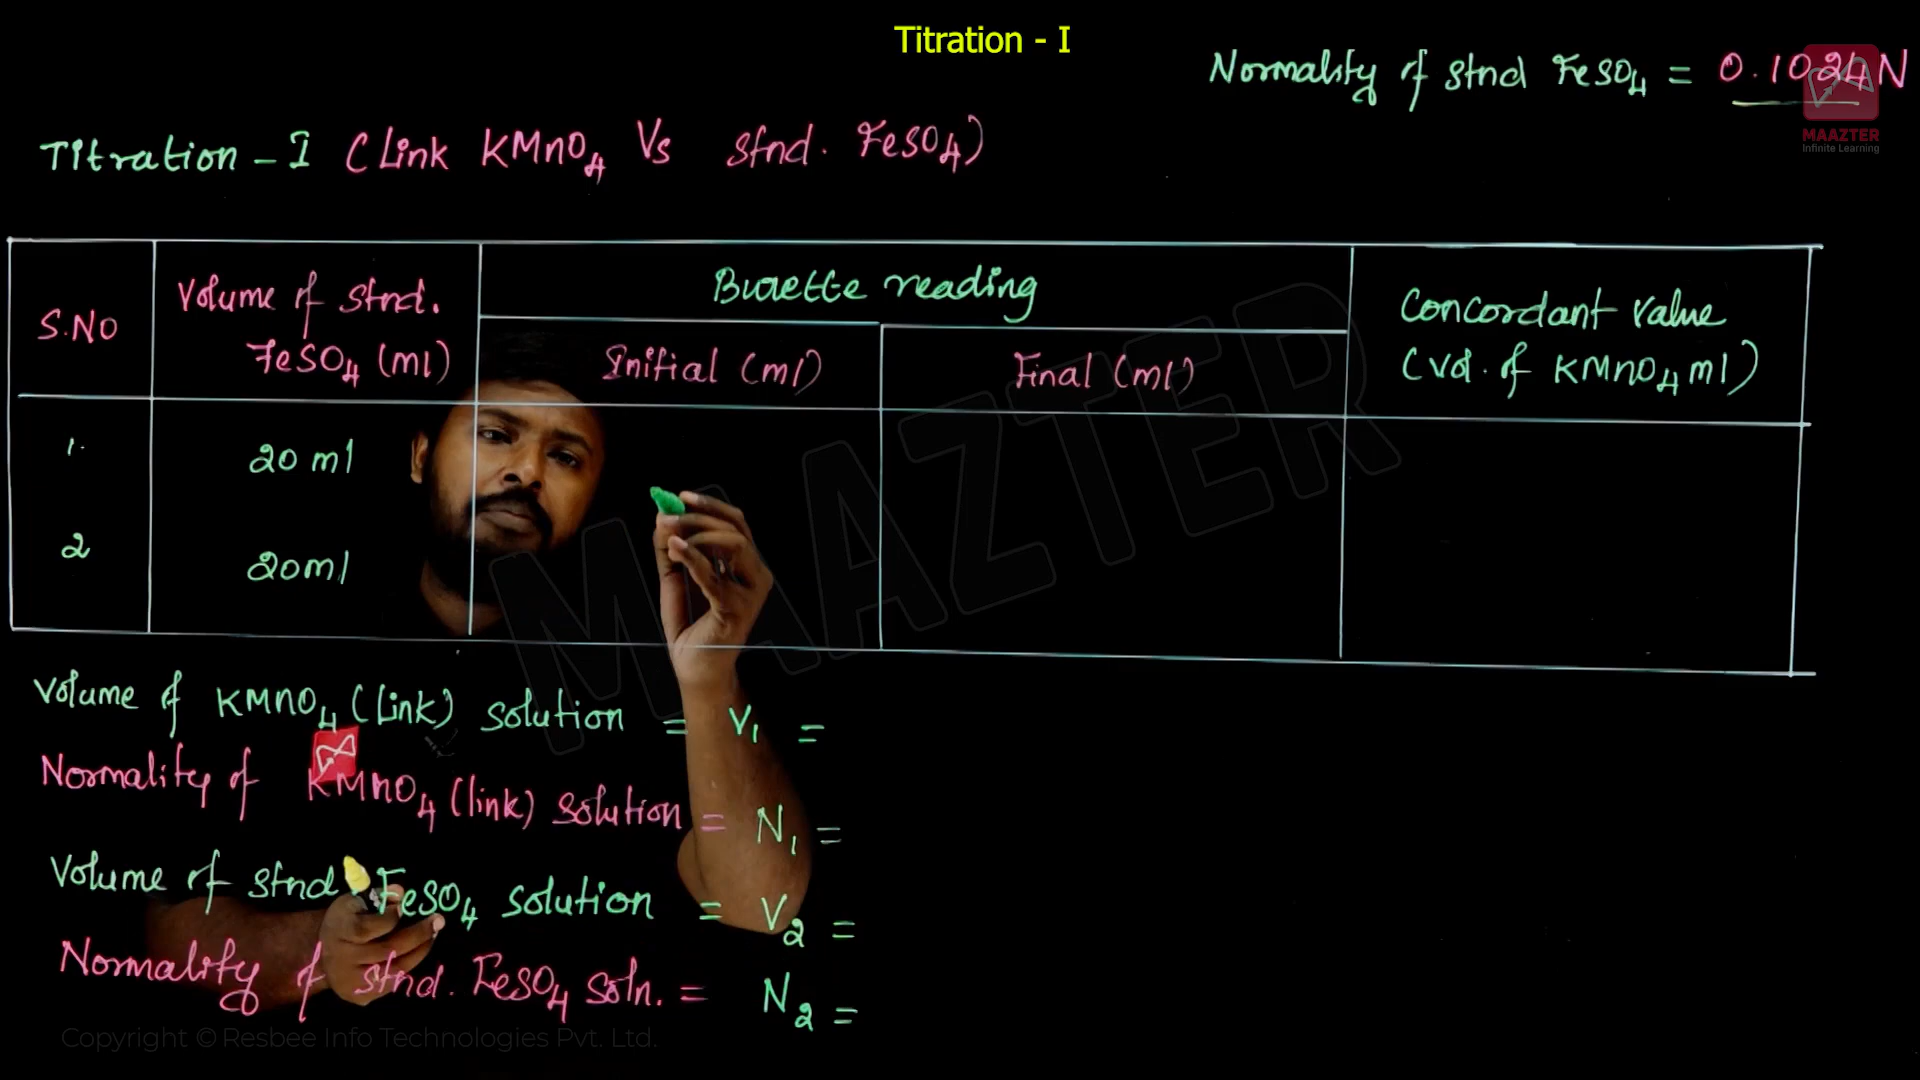 Titration - I
Normality of stnd FeSO4 = 0.1024 N
MAAZTER
Infinite Learning
Titration - I (Link KMnO4 Vs stnd. FeSO4)
S.NO
Volume of stnd.
FeSO4 (ml)
Burette reading
Initial (ml)
Final (ml)
Concordant Value
(Vol. of KMnO4 ml)
1. 20 ml
2 20ml
MAAZTER
Volume of KMnO4 (Link) solution = V1 =
Normality of KMnO4 (link) solution = N1 =
Volume of stnd. FeSO4 solution = V2 =
Normality of stnd. FeSO4 soln. = N2 =
Copyright © Resbee Info Technologies Pvt. Ltd.